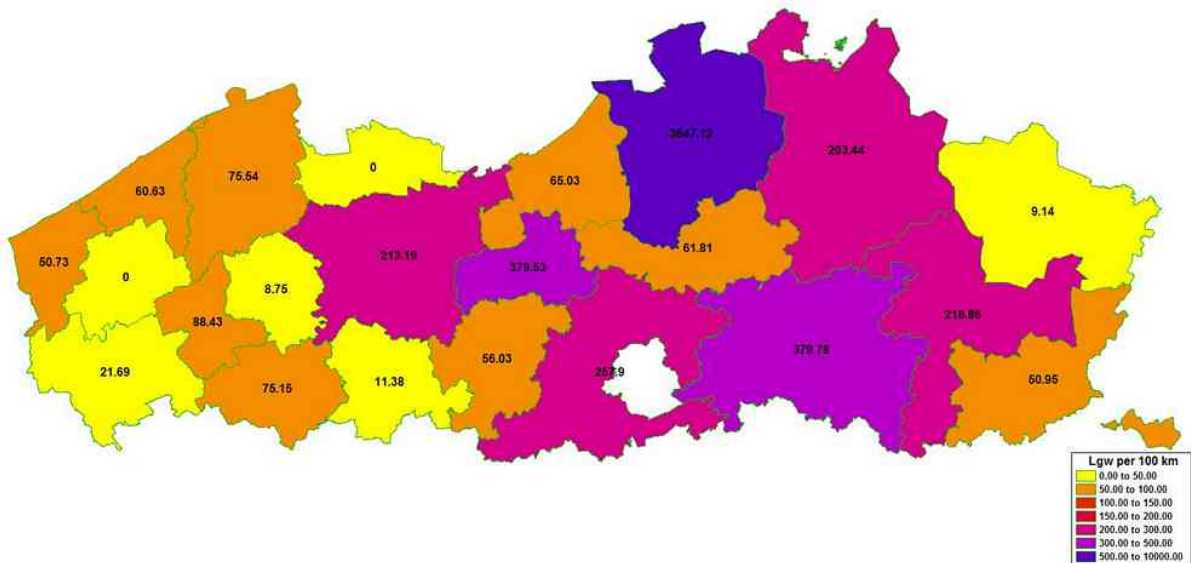 3647.12
203.44
75.54
0
65.03
60.63
9.14
61.81
213.19
50.73
379.53
0
8.75
88.43
218.86
379.78
56.03
21.69
257.9
11.38
50.95
75.15
Lgw per 100 km
0.00 to 50.00
50.00 to 100.00
100.00 to 150.00
150.00 to 200.00
200.00 to 300.00
300.00 to 500.00
500.00 to 10000.00